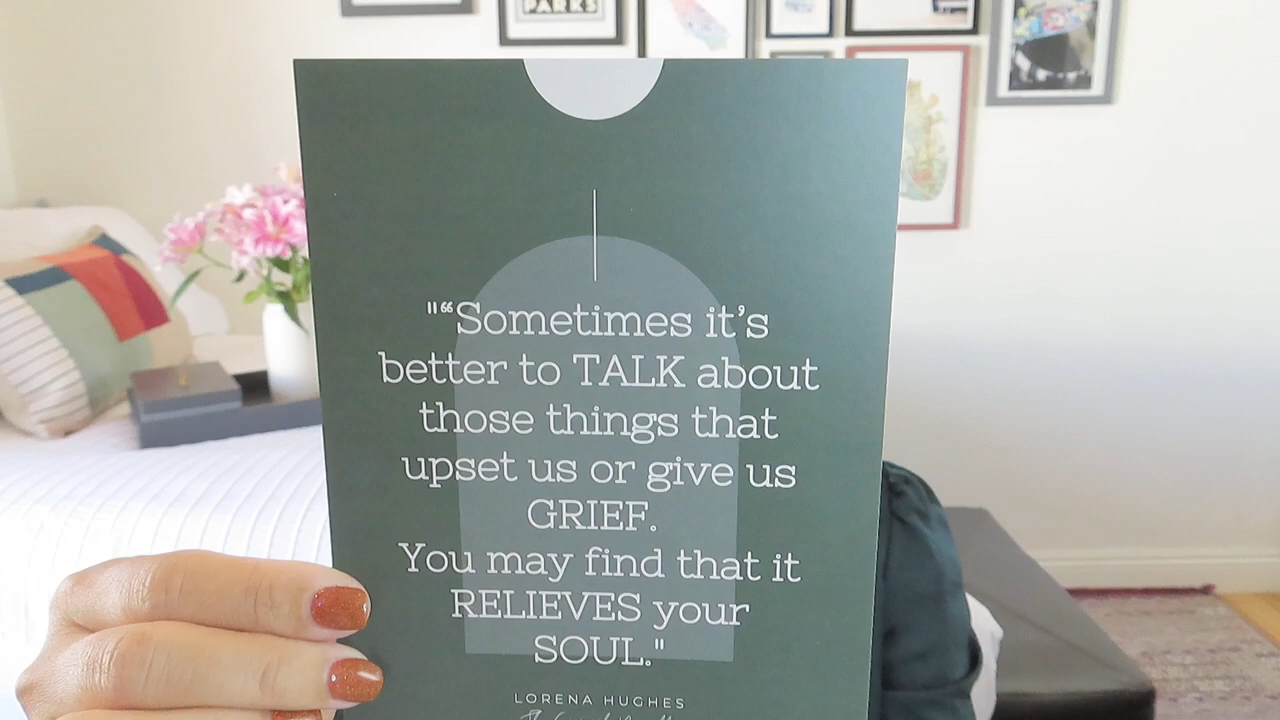 PARKS
"“Sometimes it’s
better to TALK about
those things that
upset us or give us
GRIEF.
You may find that it
RELIEVES your
SOUL."
LORENA HUGHES